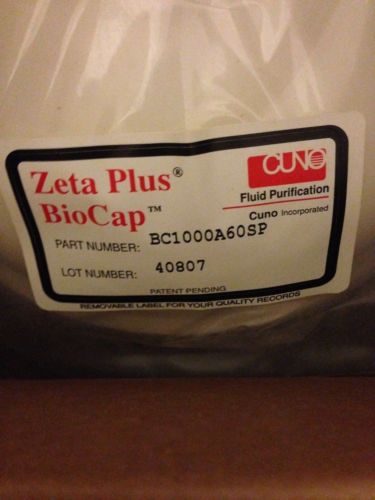 Zeta Plus®
BioCap™
CUNO
Fluid Purification
Cuno Incorporated
PART NUMBER: BC1000A60SP
LOT NUMBER: 40807
PATENT PENDING
REMOVABLE LABEL FOR YOUR QUALITY RECORDS